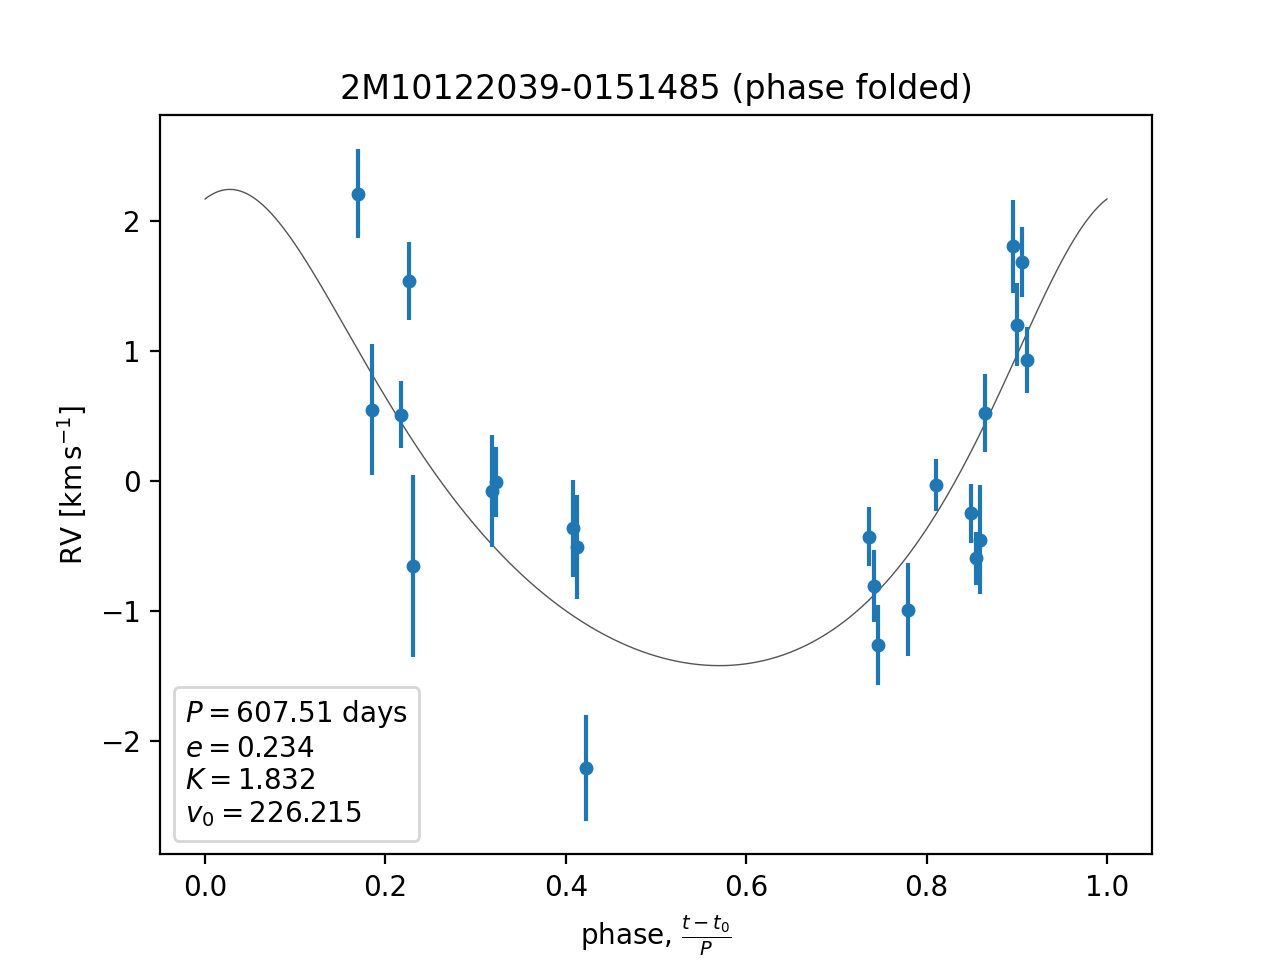 2M10122039-0151485 (phase folded)
RV [km s⁻¹]
2
1
0
−1
−2
P = 607.51 days
e = 0.234
K = 1.832
v₀ = 226.215
0.0 0.2 0.4 0.6 0.8 1.0
phase, (t − t₀)/P